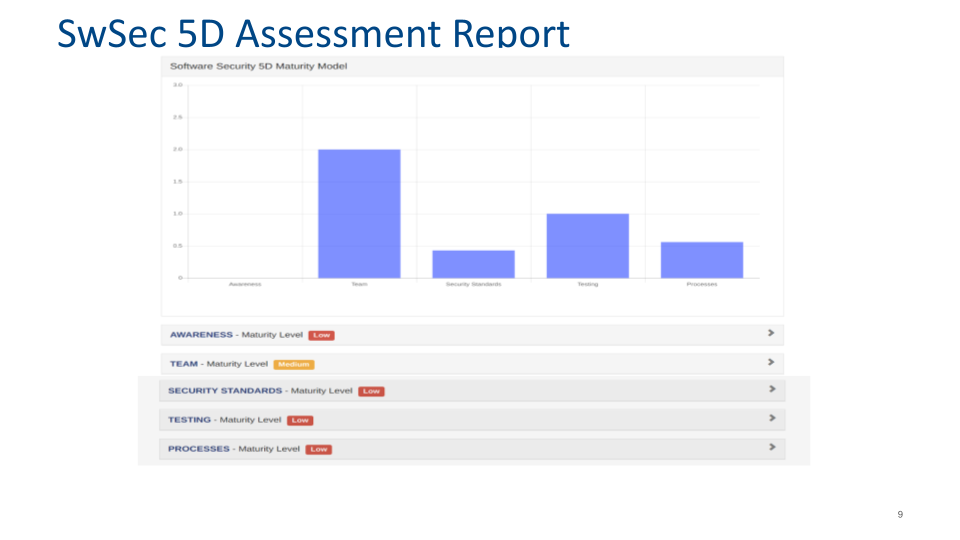 SwSec 5D Assessment Report
Software Security 5D Maturity Model
3.0
2.5
2.0
1.5
1.0
0.5
0
Awareness Team Security Standards Testing Processes
AWARENESS - Maturity Level Low
TEAM - Maturity Level Medium
SECURITY STANDARDS - Maturity Level Low
TESTING - Maturity Level Low
PROCESSES - Maturity Level Low
9